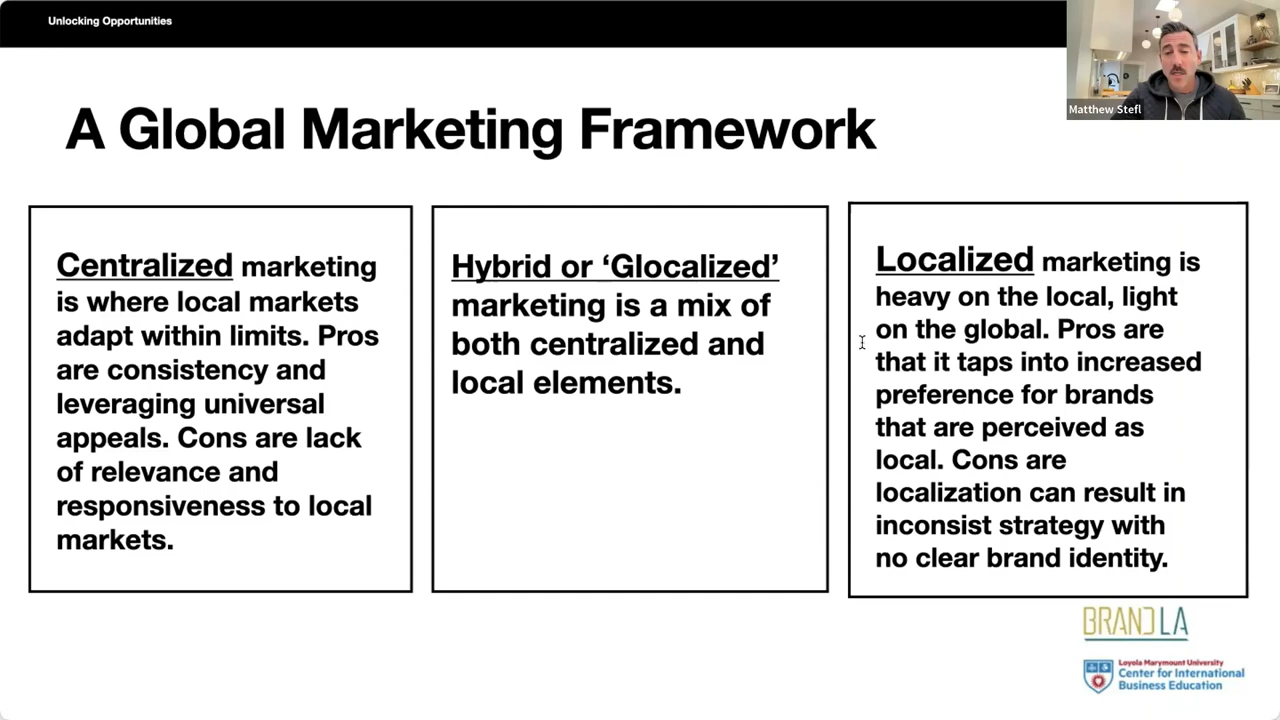 Unlocking Opportunities
Matthew Stefl
A Global Marketing Framework
Centralized marketing
is where local markets
adapt within limits. Pros
are consistency and
leveraging universal
appeals. Cons are lack
of relevance and
responsiveness to local
markets.
Hybrid or ‘Glocalized’
marketing is a mix of
both centralized and
local elements.
Localized marketing is
heavy on the local, light
on the global. Pros are
that it taps into increased
preference for brands
that are perceived as
local. Cons are
localization can result in
inconsist strategy with
no clear brand identity.
BRANDLA
Loyola Marymount University
Center for International
Business Education